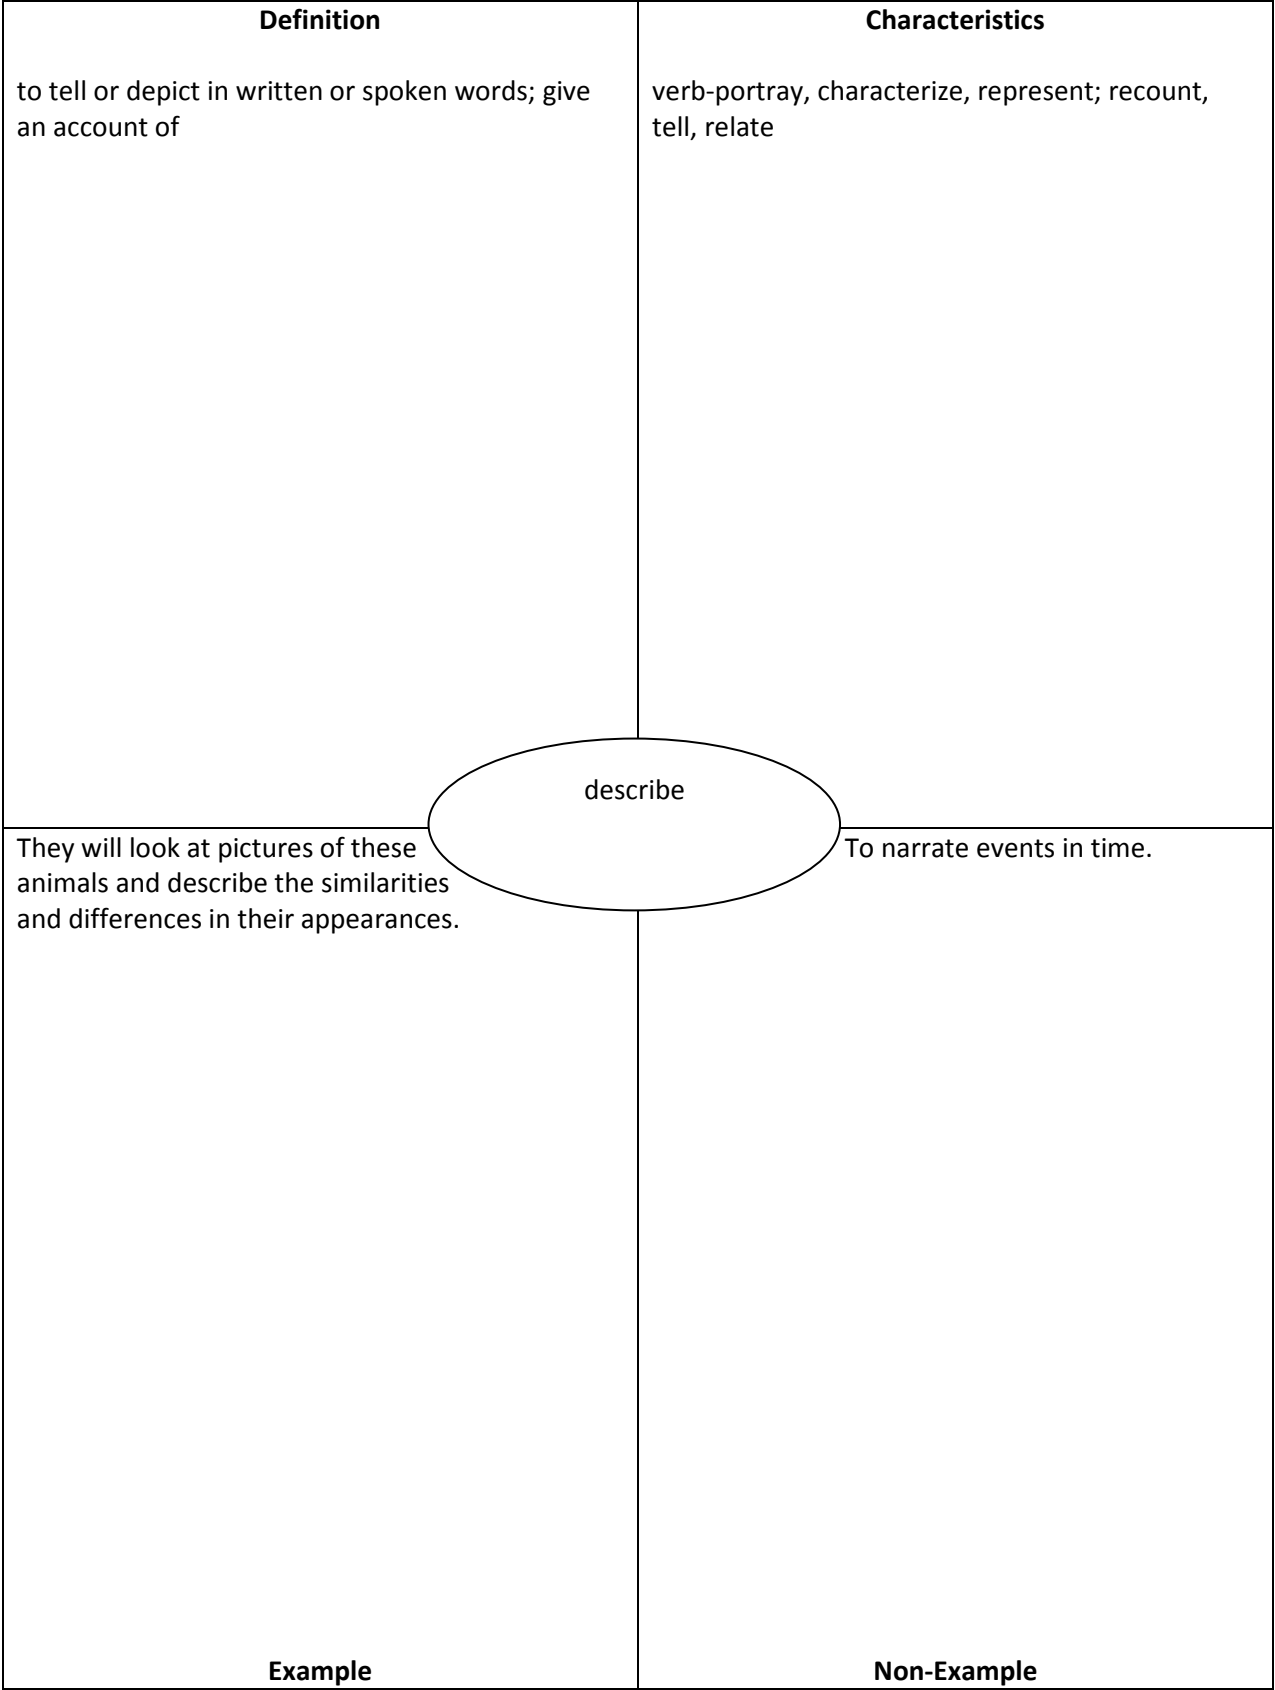 Definition
to tell or depict in written or spoken words; give
an account of
Characteristics
verb-portray, characterize, represent; recount,
tell, relate
describe
They will look at pictures of these
animals and describe the similarities
and differences in their appearances.
Example
To narrate events in time.
Non-Example